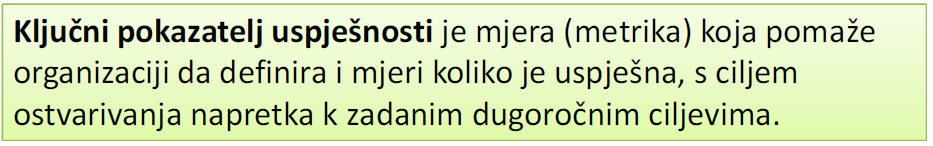 Ključni pokazatelj uspješnosti je mjera (metrika) koja pomaže
organizaciji da definira i mjeri koliko je uspješna, s ciljem
ostvarivanja napretka k zadanim dugoročnim ciljevima.